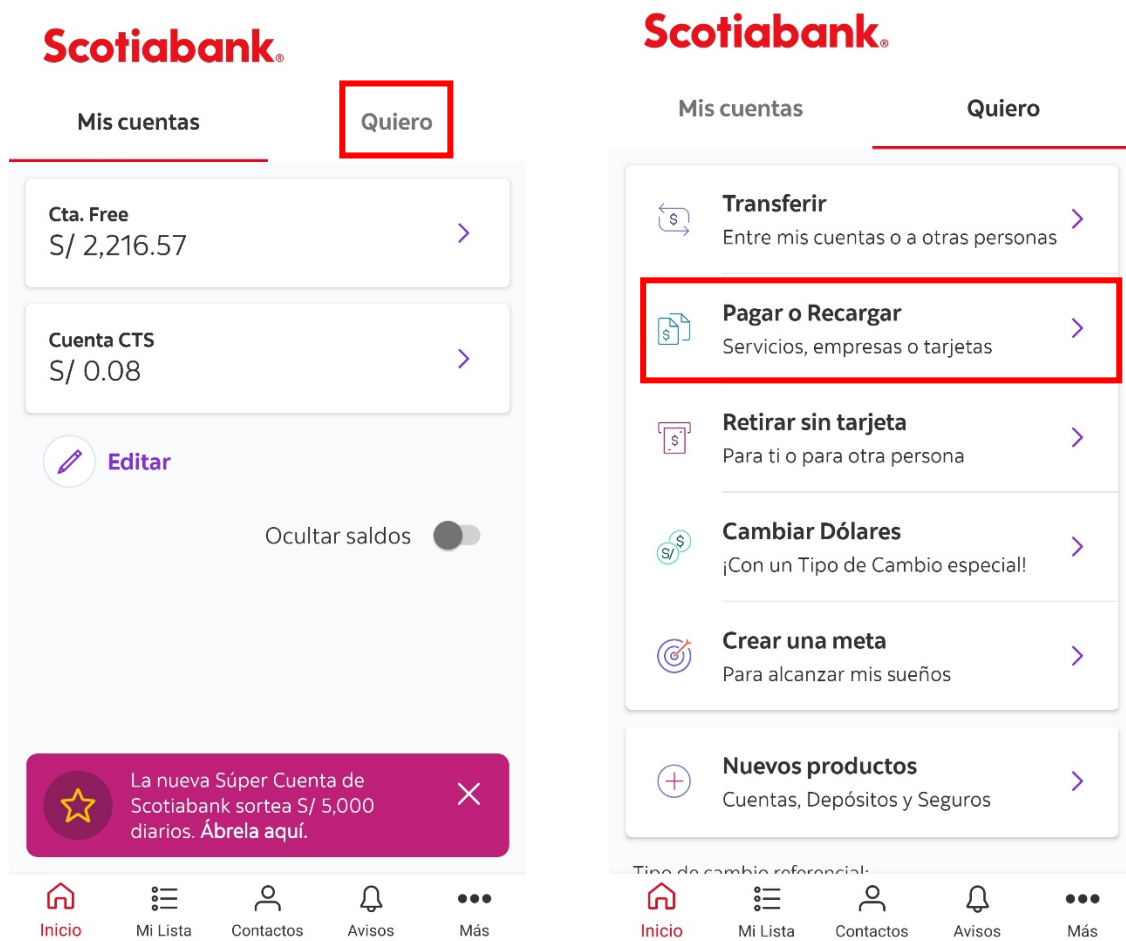 Scotiabank®
Mis cuentas
Quiero
Cta. Free
S/ 2,216.57
Cuenta CTS
S/ 0.08
Editar
Ocultar saldos
La nueva Súper Cuenta de
Scotiabank sortea S/ 5,000
diarios. Ábrela aquí.
Inicio
Mi Lista
Contactos
Avisos
Más
Scotiabank®
Mis cuentas
Quiero
$
Transferir
Entre mis cuentas o a otras personas
$
Pagar o Recargar
Servicios, empresas o tarjetas
$
Retirar sin tarjeta
Para ti o para otra persona
S/ $
Cambiar Dólares
¡Con un Tipo de Cambio especial!
Crear una meta
Para alcanzar mis sueños
Nuevos productos
Cuentas, Depósitos y Seguros
Tipo de cambio referencial:
Inicio
Mi Lista
Contactos
Avisos
Más